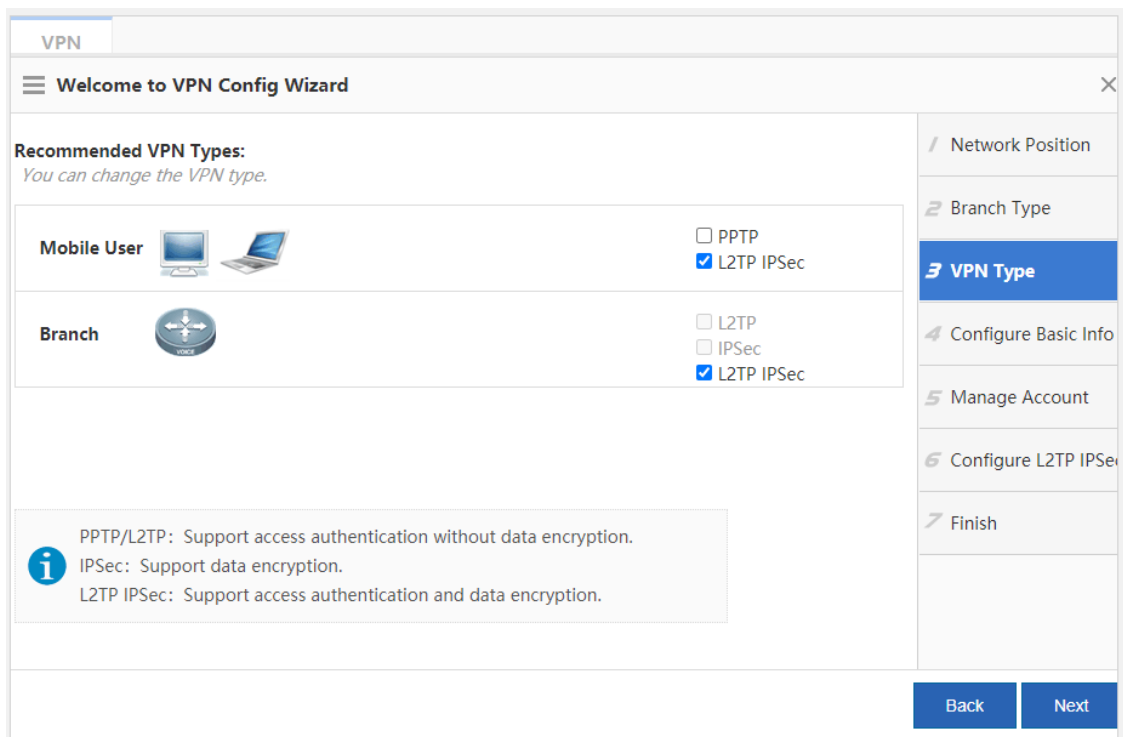 VPN
Welcome to VPN Config Wizard
Recommended VPN Types:
You can change the VPN type.
Mobile User
PPTP
L2TP IPSec
Branch
VOICE
L2TP
IPSec
L2TP IPSec
PPTP/L2TP: Support access authentication without data encryption.
IPSec: Support data encryption.
L2TP IPSec: Support access authentication and data encryption.
1 Network Position
2 Branch Type
3 VPN Type
4 Configure Basic Info
5 Manage Account
6 Configure L2TP IPSe
7 Finish
Back
Next